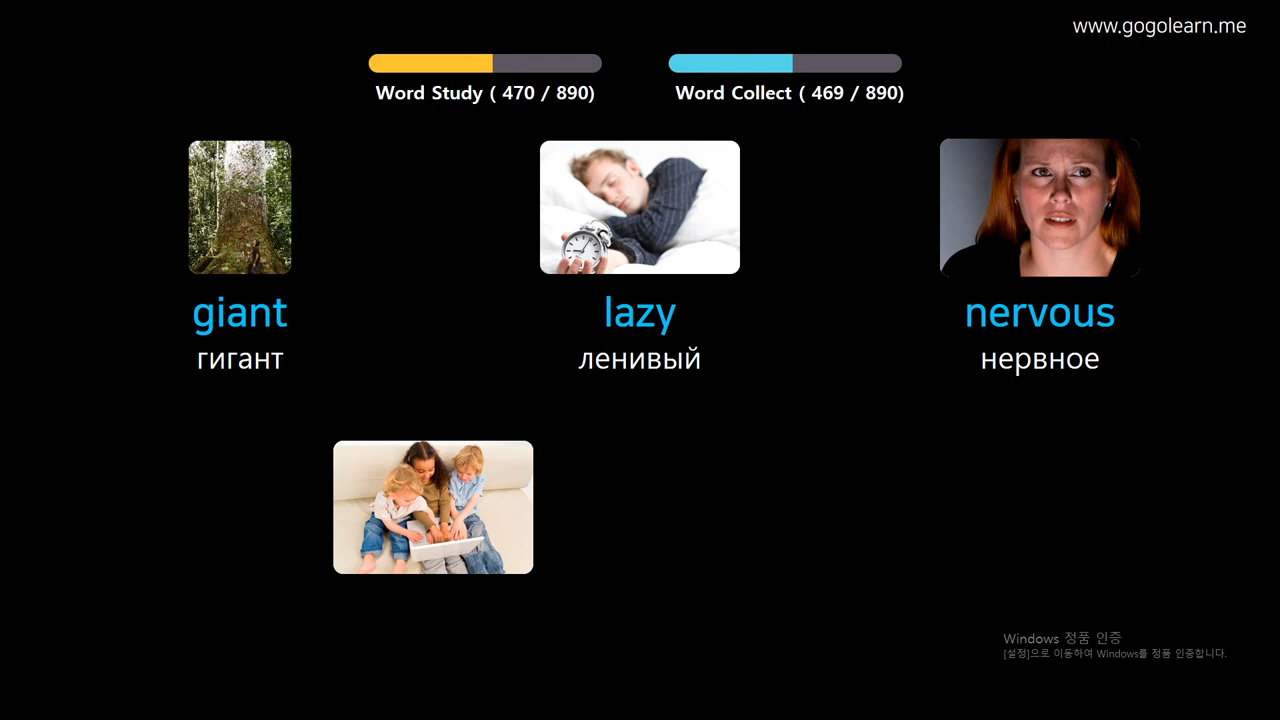 www.gogolearn.me
Word Study ( 470 / 890)
Word Collect ( 469 / 890)
giant
lazy
nervous
гигант
ленивый
нервное
Windows 정품 인증
[설정]으로 이동하여 Windows를 정품 인증합니다.